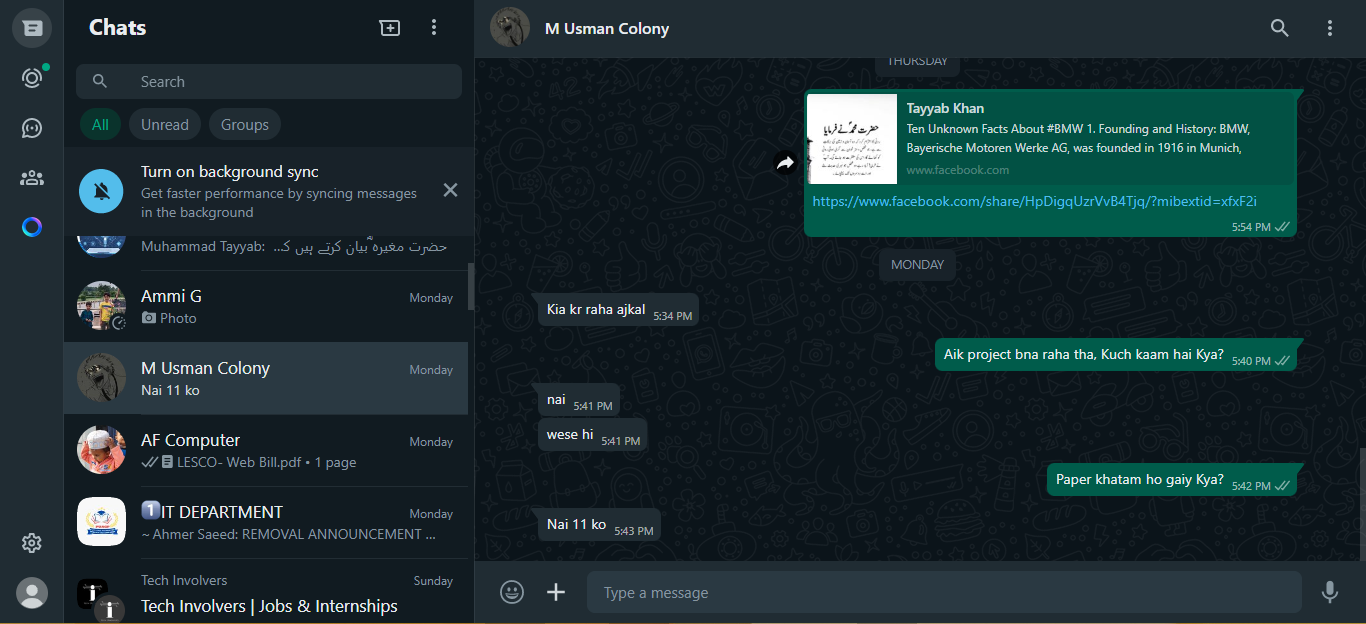 Chats
Search
All
Unread
Groups
Turn on background sync
Get faster performance by syncing messages
in the background
Muhammad Tayyab: حضرت مغیرہ ؓ بیان کرتے ہیں ک...
Ammi G
Monday
Photo
M Usman Colony
Monday
Nai 11 ko
AF Computer
Monday
LESCO- Web Bill.pdf • 1 page
1️⃣IT DEPARTMENT
Monday
~ Ahmer Saeed: REMOVAL ANNOUNCEMENT ...
Tech Involvers
Sunday
Tech Involvers | Jobs & Internships
M Usman Colony
THURSDAY
حضرت محمدؐ نے فرمایا
Tayyab Khan
Ten Unknown Facts About #BMW 1. Founding and History: BMW,
Bayerische Motoren Werke AG, was founded in 1916 in Munich,
www.facebook.com
https://www.facebook.com/share/HpDigqUzrVvB4Tjq/?mibextid=xfxF2i
5:54 PM
MONDAY
Kia kr raha ajkal 5:34 PM
Aik project bna raha tha, Kuch kaam hai Kya? 5:40 PM
nai 5:41 PM
wese hi 5:41 PM
Paper khatam ho gaiy Kya? 5:42 PM
Nai 11 ko 5:43 PM
Type a message